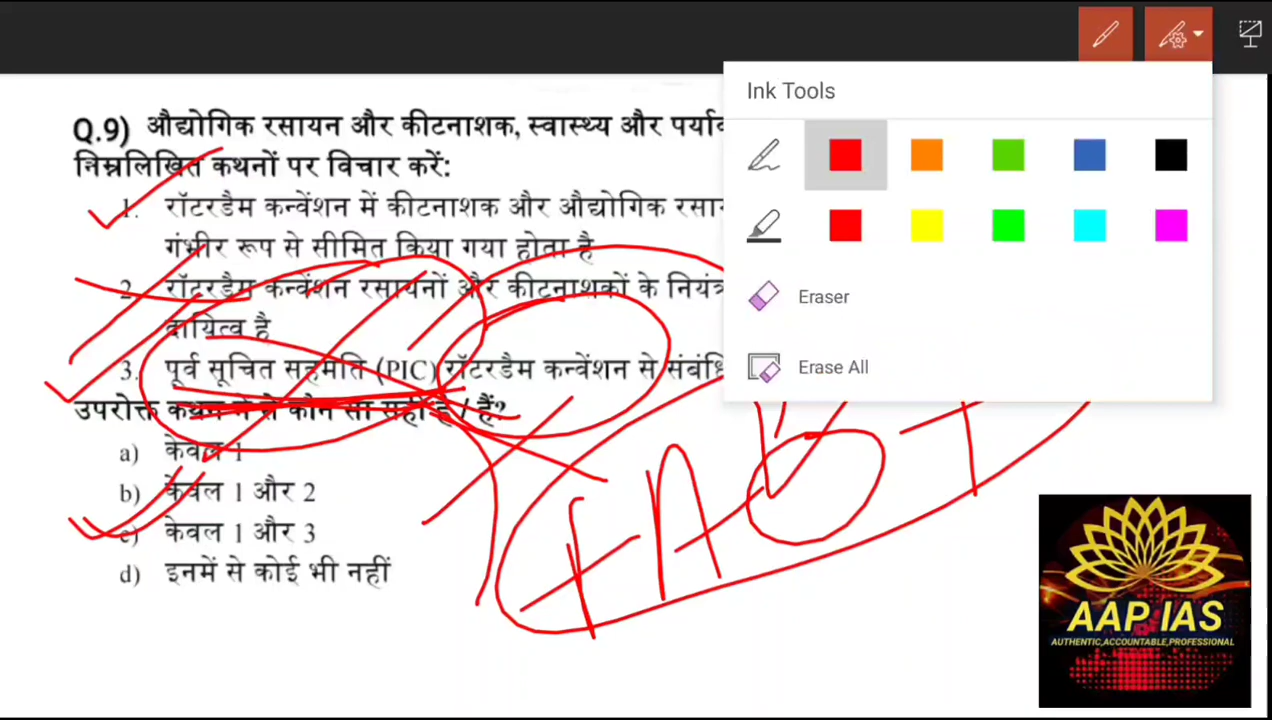 Ink Tools
Q.9) औद्योगिक रसायन और कीटनाशक, स्वास्थ्य और
निम्नलिखित कथनों पर विचार करें:
1. रॉटरडैम कन्वेंशन में कीटनाशक और औद्योगिक
गंभीर रूप से सीमित किया गया होता है
2. रॉटरडैम कन्वेंशन रसायनों और कीटनाशकों के
दायित्व है
3. पूर्व सूचित सहमति (PIC) रॉटरडैम कन्वेंशन से
उपरोक्त कथन में से कौन सा सही है / हैं?
a) केवल 1
b) केवल 1 और 2
c) केवल 1 और 3
d) इनमें से कोई भी नहीं
Eraser
Erase All
AAP IAS
AUTHENTIC,ACCOUNTABLE,PROFESSIONAL